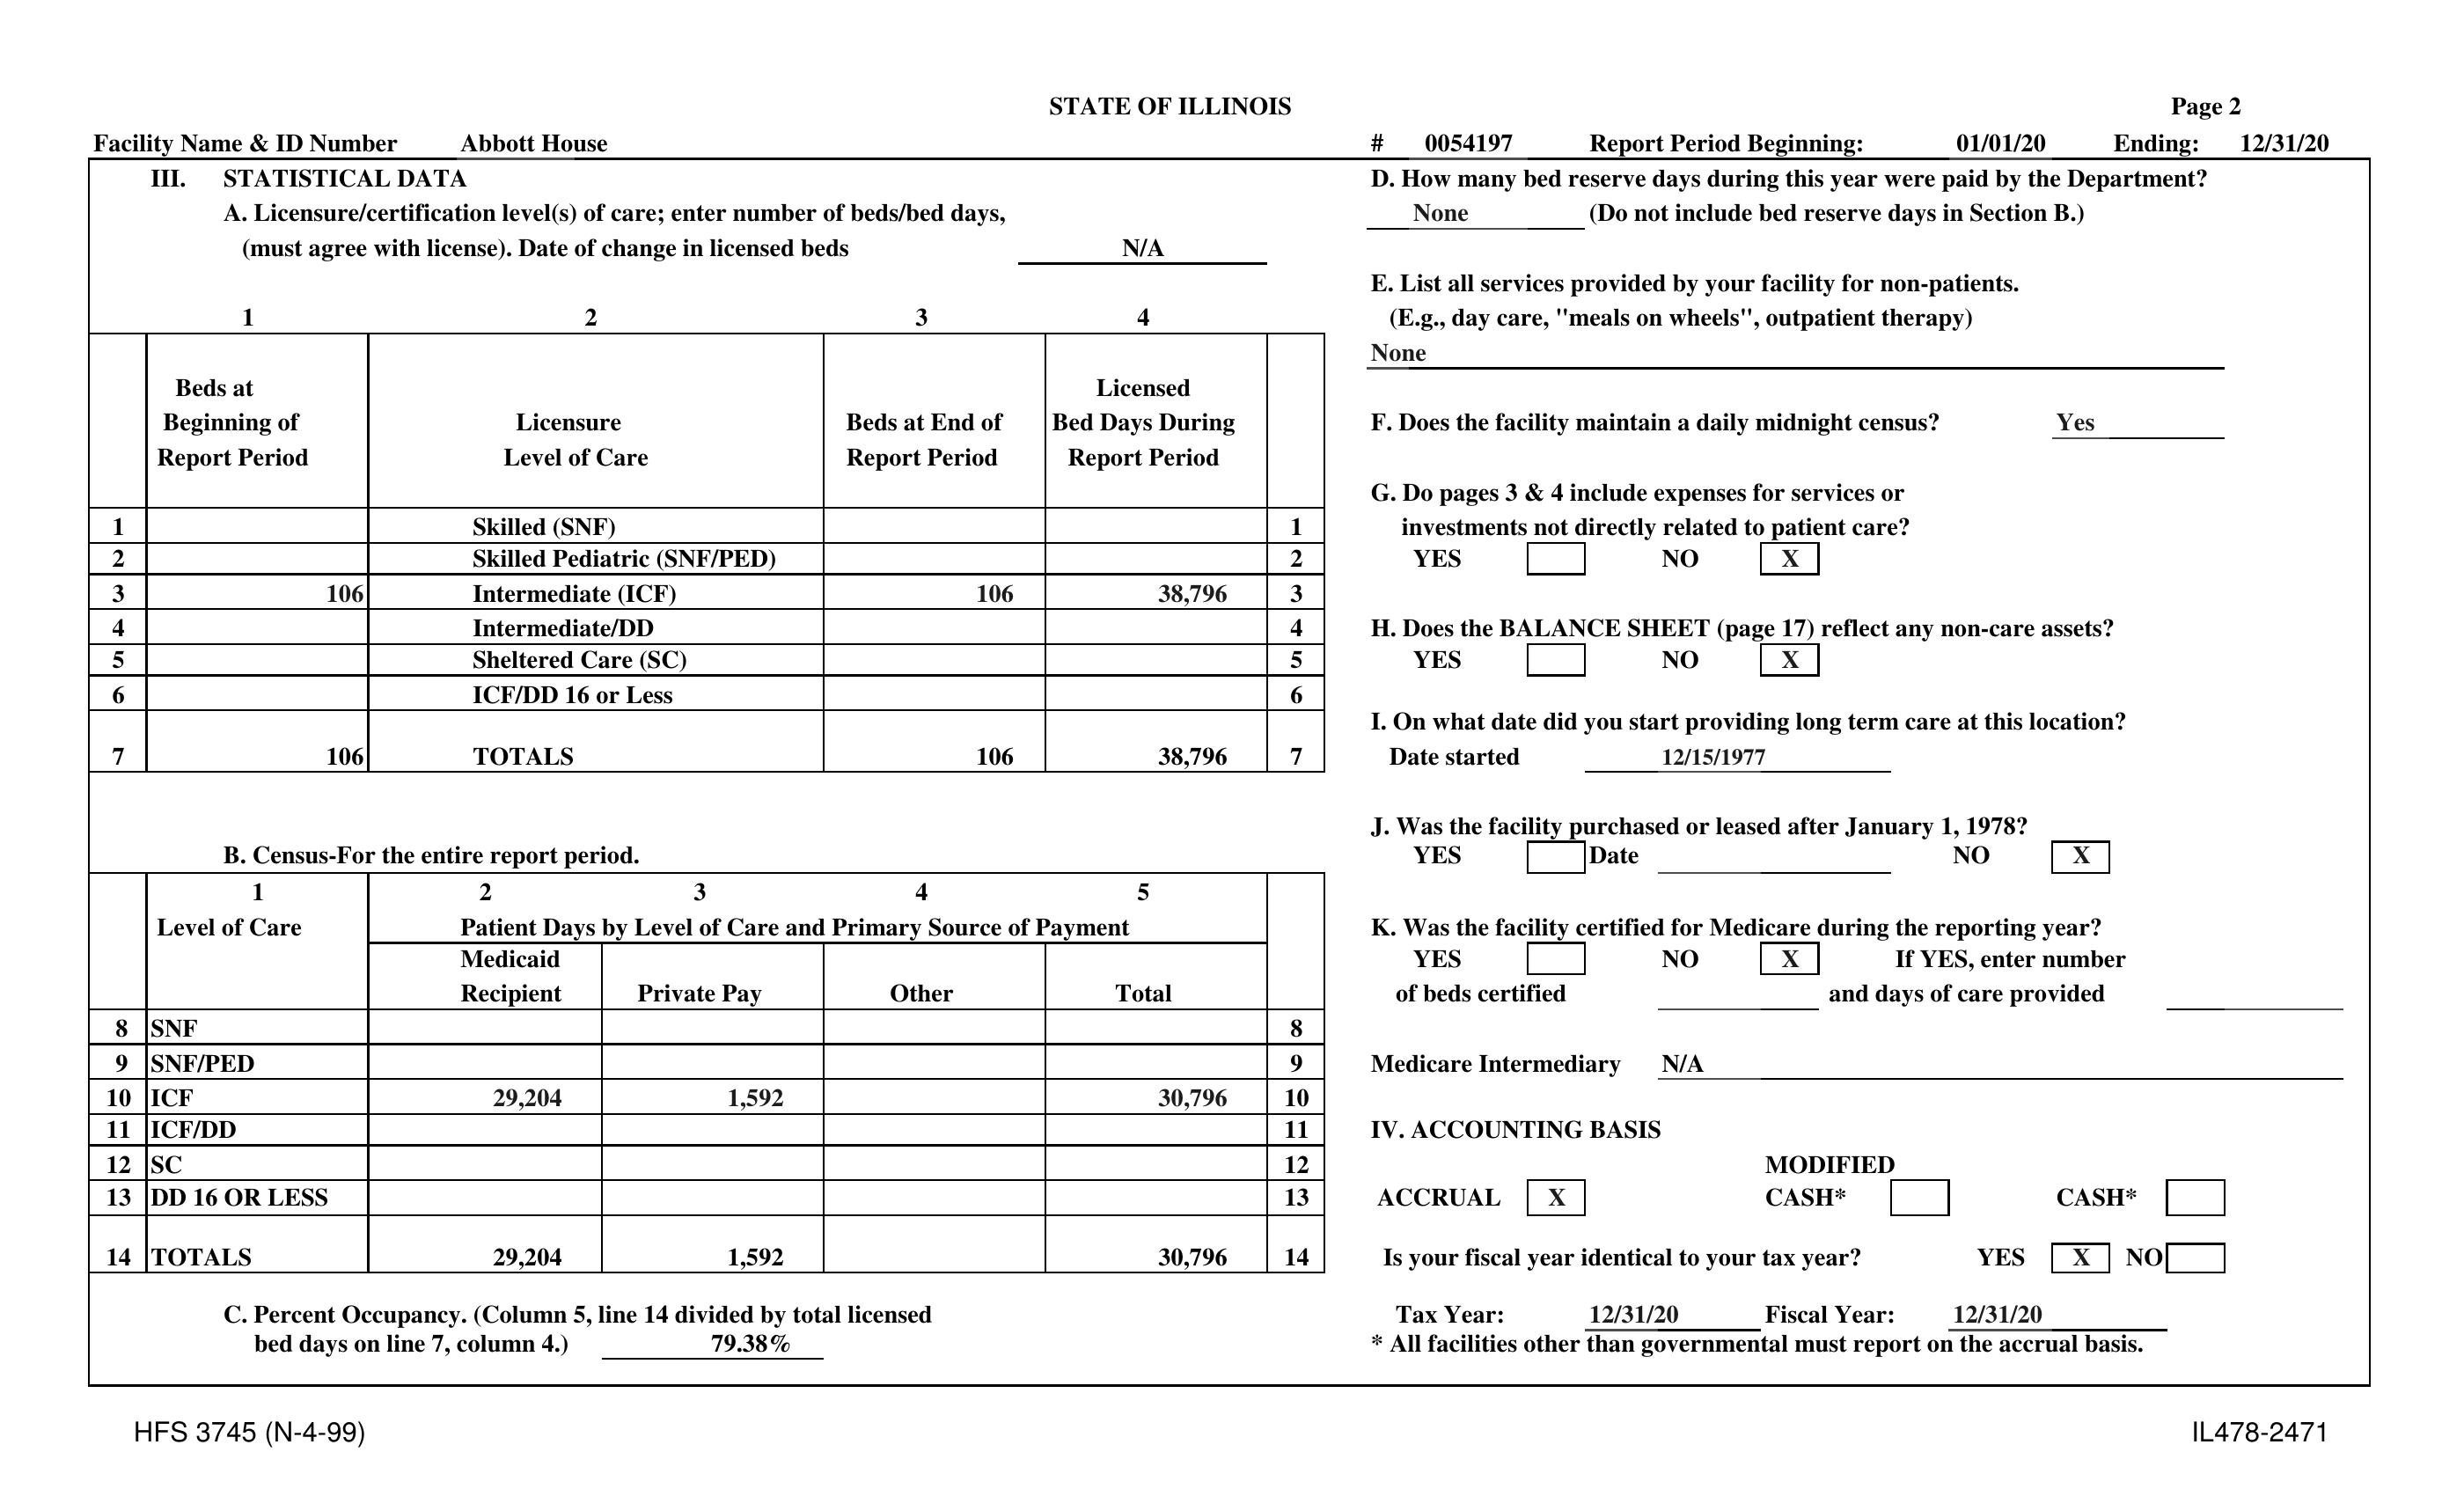 STATE OF ILLINOIS Page 2
Facility Name & ID Number Abbott House # 0054197 Report Period Beginning: 01/01/20 Ending: 12/31/20
III. STATISTICAL DATA
A. Licensure/certification level(s) of care; enter number of beds/bed days,
(must agree with license). Date of change in licensed beds N/A
1 2 3 4
Beds at Licensed
Beginning of Licensure Beds at End of Bed Days During
Report Period Level of Care Report Period Report Period
1 Skilled (SNF) 1
2 Skilled Pediatric (SNF/PED) 2
3 106 Intermediate (ICF) 106 38,796 3
4 Intermediate/DD 4
5 Sheltered Care (SC) 5
6 ICF/DD 16 or Less 6
7 106 TOTALS 106 38,796 7
B. Census-For the entire report period.
1 2 3 4 5
Level of Care Patient Days by Level of Care and Primary Source of Payment
Medicaid
Recipient Private Pay Other Total
8 SNF 8
9 SNF/PED 9
10 ICF 29,204 1,592 30,796 10
11 ICF/DD 11
12 SC 12
13 DD 16 OR LESS 13
14 TOTALS 29,204 1,592 30,796 14
C. Percent Occupancy. (Column 5, line 14 divided by total licensed
bed days on line 7, column 4.) 79.38%
D. How many bed reserve days during this year were paid by the Department?
None (Do not include bed reserve days in Section B.)
E. List all services provided by your facility for non-patients.
(E.g., day care, "meals on wheels", outpatient therapy)
None
F. Does the facility maintain a daily midnight census? Yes
G. Do pages 3 & 4 include expenses for services or
investments not directly related to patient care?
YES NO X
H. Does the BALANCE SHEET (page 17) reflect any non-care assets?
YES NO X
I. On what date did you start providing long term care at this location?
Date started 12/15/1977
J. Was the facility purchased or leased after January 1, 1978?
YES Date NO X
K. Was the facility certified for Medicare during the reporting year?
YES NO X If YES, enter number
of beds certified and days of care provided
Medicare Intermediary N/A
IV. ACCOUNTING BASIS
MODIFIED
ACCRUAL X CASH* CASH*
Is your fiscal year identical to your tax year? YES X NO
Tax Year: 12/31/20 Fiscal Year: 12/31/20
* All facilities other than governmental must report on the accrual basis.
HFS 3745 (N-4-99) IL478-2471